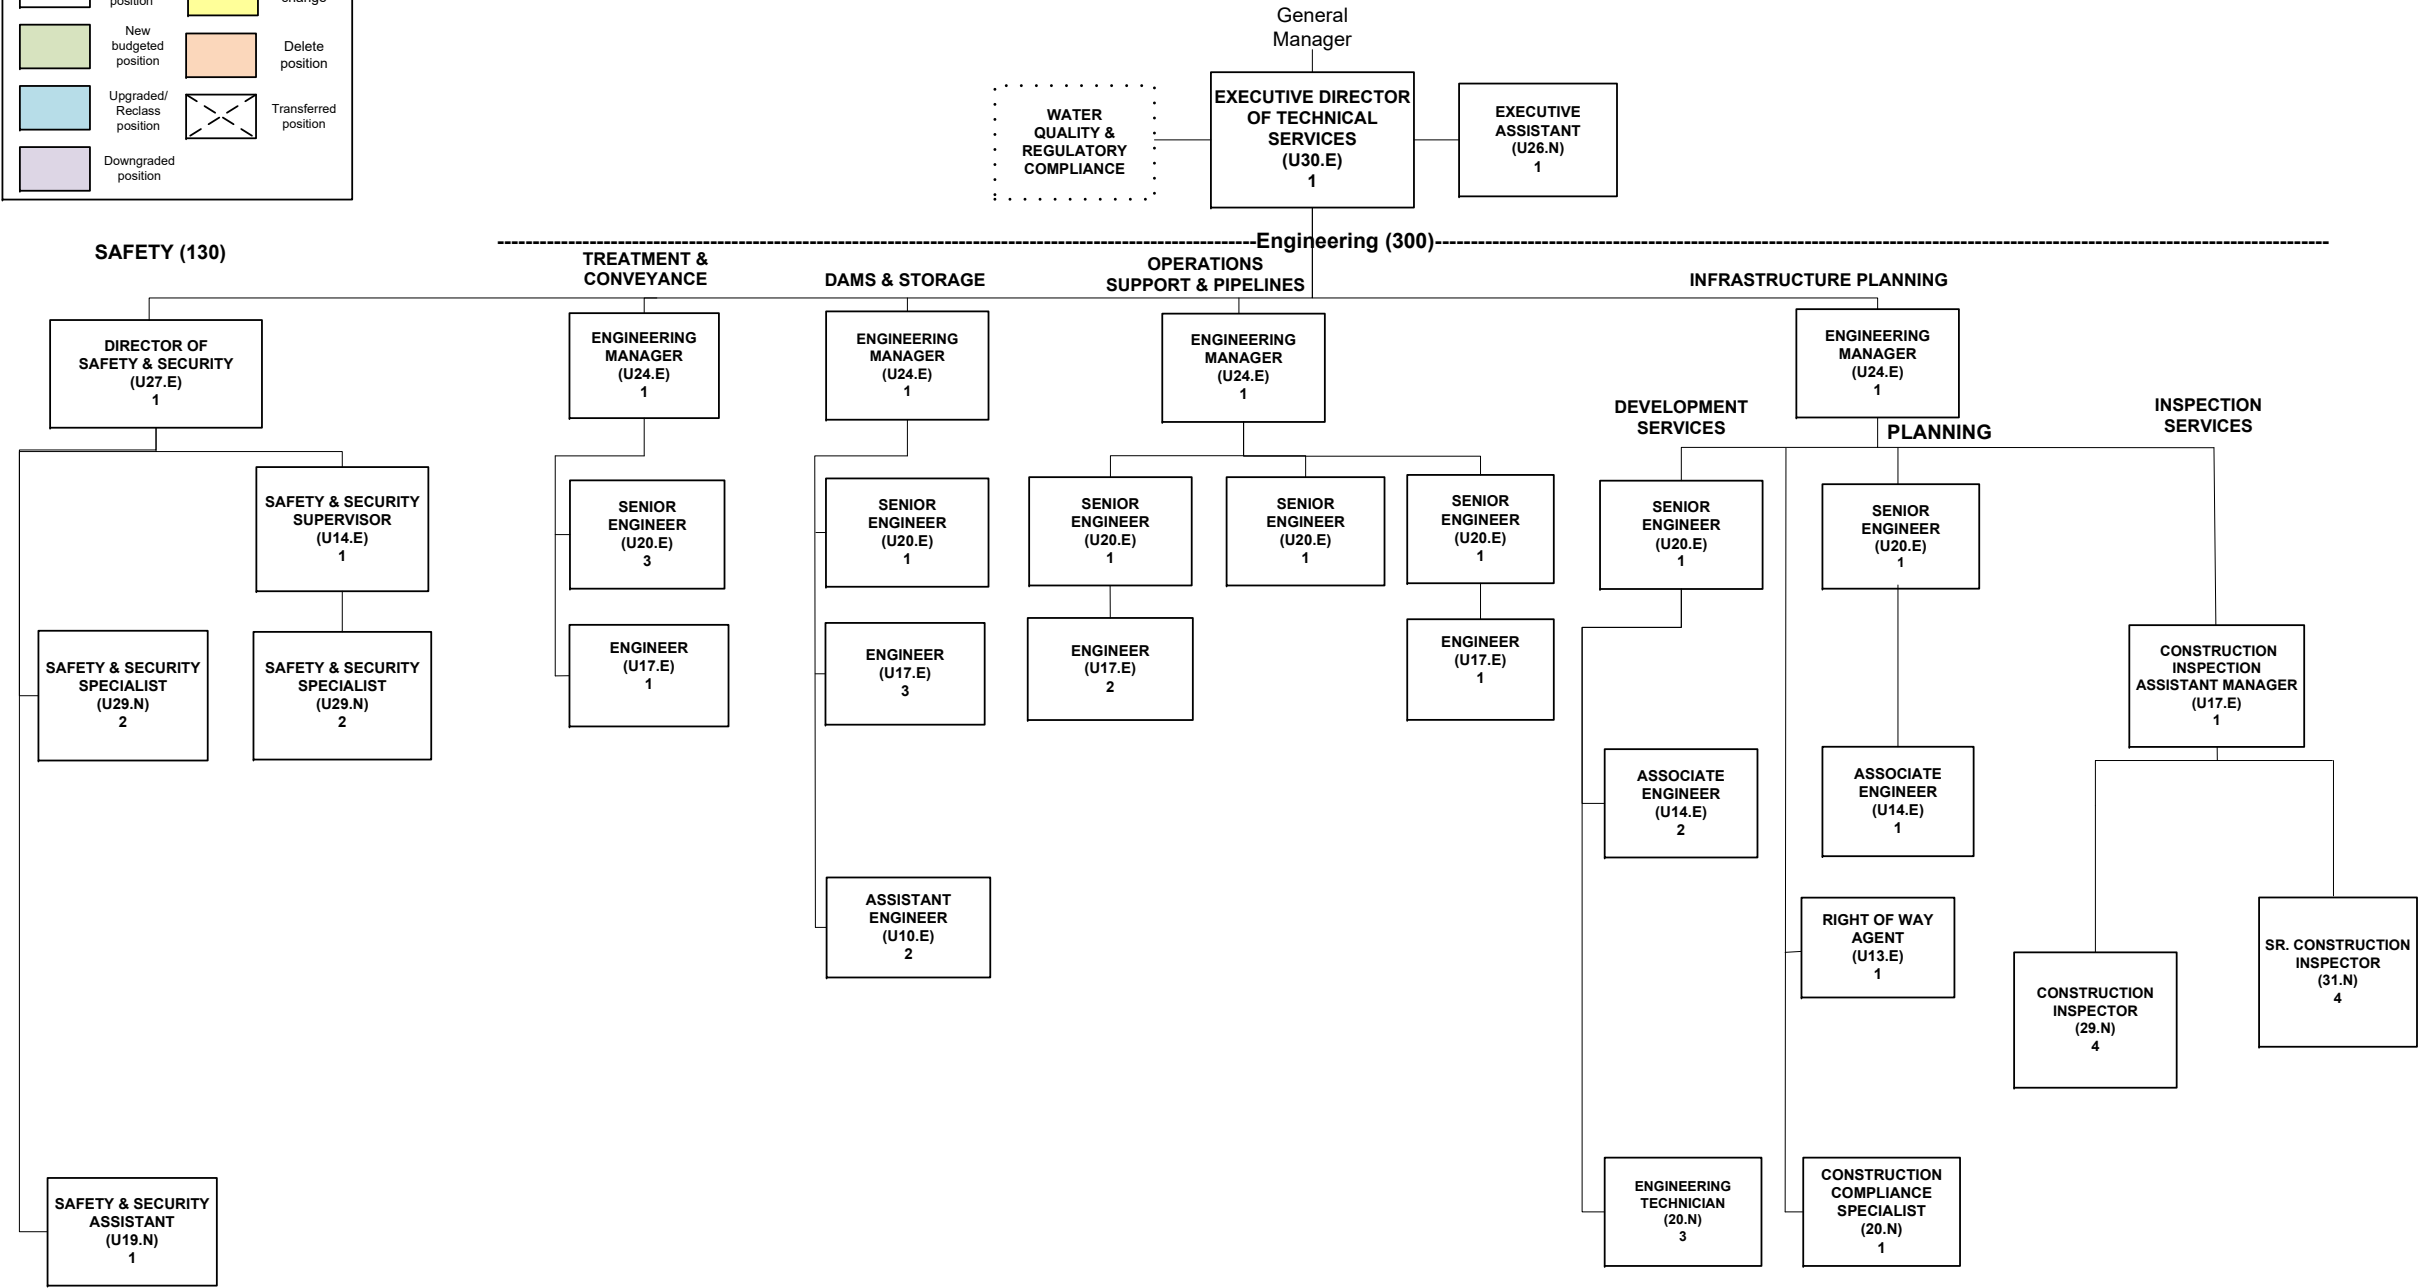 position
change
New
budgeted
position
Delete
position
Upgraded/
Reclass
position
Transferred
position
Downgraded
position
General
Manager
WATER
QUALITY &
REGULATORY
COMPLIANCE
EXECUTIVE DIRECTOR
OF TECHNICAL
SERVICES
(U30.E)
1
EXECUTIVE
ASSISTANT
(U26.N)
1
SAFETY (130)
Engineering (300)
TREATMENT &
CONVEYANCE
DAMS & STORAGE
OPERATIONS
SUPPORT & PIPELINES
INFRASTRUCTURE PLANNING
DIRECTOR OF
SAFETY & SECURITY
(U27.E)
1
ENGINEERING
MANAGER
(U24.E)
1
ENGINEERING
MANAGER
(U24.E)
1
ENGINEERING
MANAGER
(U24.E)
1
ENGINEERING
MANAGER
(U24.E)
1
DEVELOPMENT
SERVICES
PLANNING
INSPECTION
SERVICES
SAFETY & SECURITY
SUPERVISOR
(U14.E)
1
SENIOR
ENGINEER
(U20.E)
3
SENIOR
ENGINEER
(U20.E)
1
SENIOR
ENGINEER
(U20.E)
1
SENIOR
ENGINEER
(U20.E)
1
SENIOR
ENGINEER
(U20.E)
1
SENIOR
ENGINEER
(U20.E)
1
SENIOR
ENGINEER
(U20.E)
1
SAFETY & SECURITY
SPECIALIST
(U29.N)
2
SAFETY & SECURITY
SPECIALIST
(U29.N)
2
ENGINEER
(U17.E)
1
ENGINEER
(U17.E)
3
ENGINEER
(U17.E)
2
ENGINEER
(U17.E)
1
CONSTRUCTION
INSPECTION
ASSISTANT MANAGER
(U17.E)
1
ASSOCIATE
ENGINEER
(U14.E)
2
ASSOCIATE
ENGINEER
(U14.E)
1
ASSISTANT
ENGINEER
(U10.E)
2
RIGHT OF WAY
AGENT
(U13.E)
1
CONSTRUCTION
INSPECTOR
(29.N)
4
SR. CONSTRUCTION
INSPECTOR
(31.N)
4
SAFETY & SECURITY
ASSISTANT
(U19.N)
1
ENGINEERING
TECHNICIAN
(20.N)
3
CONSTRUCTION
COMPLIANCE
SPECIALIST
(20.N)
1